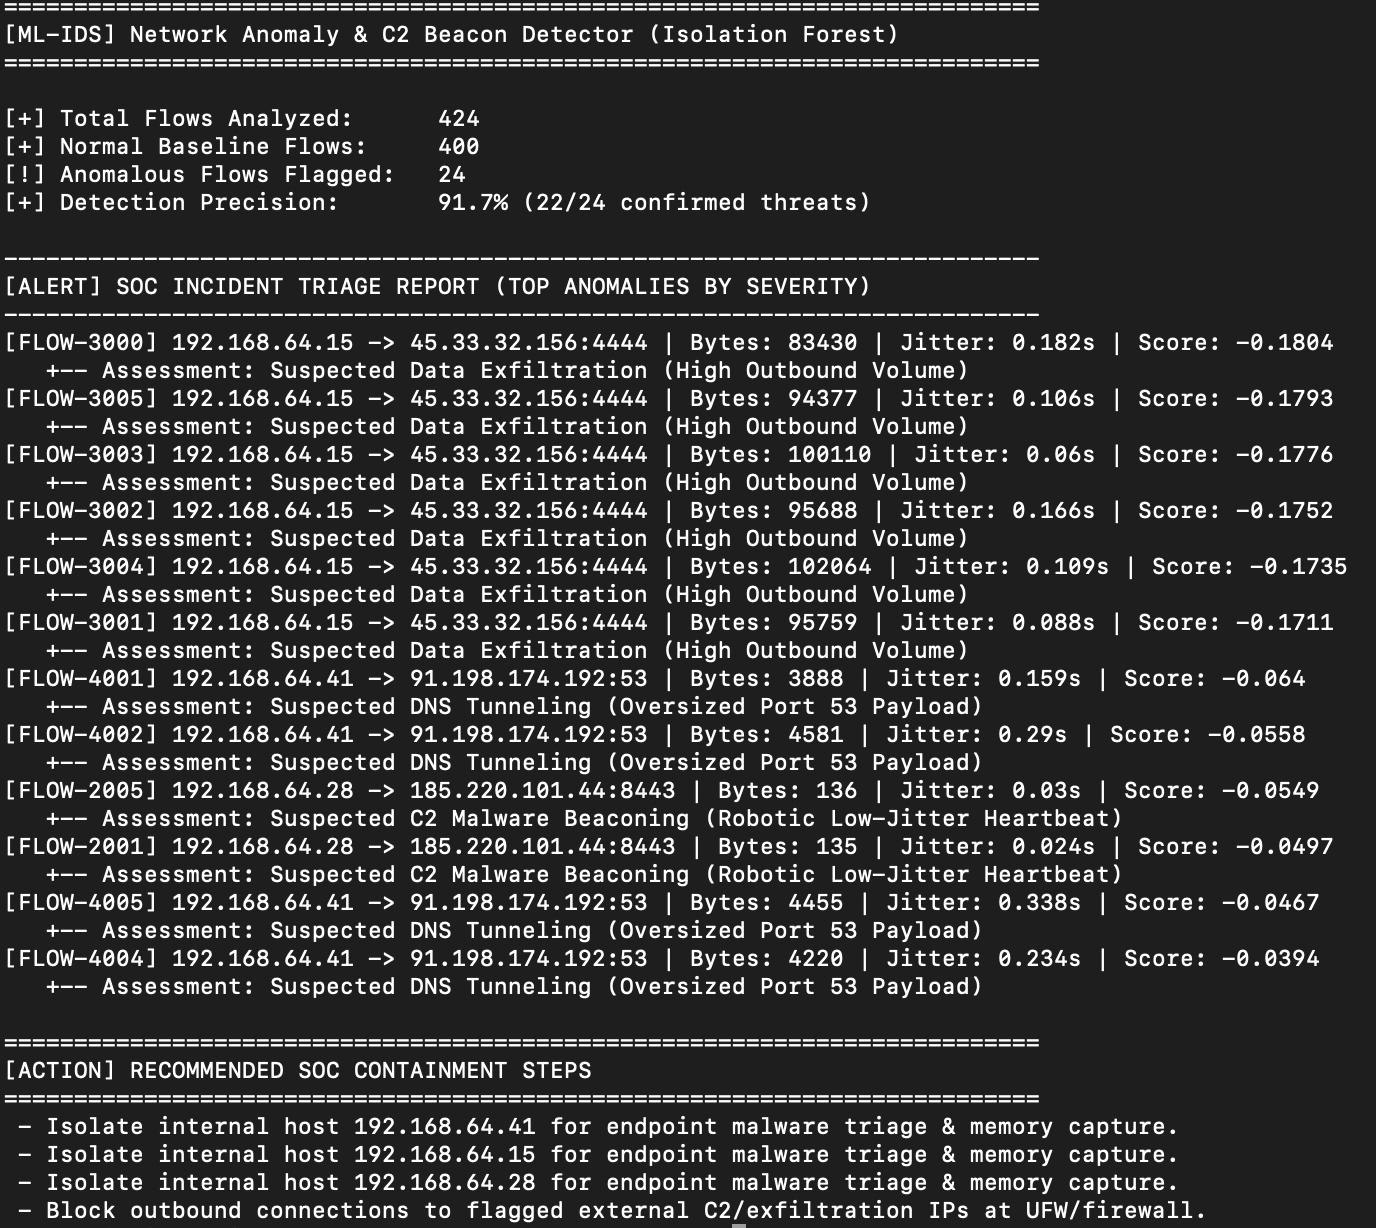 ==========================================================================
[ML-IDS] Network Anomaly & C2 Beacon Detector (Isolation Forest)
==========================================================================
[+] Total Flows Analyzed:      424
[+] Normal Baseline Flows:     400
[!] Anomalous Flows Flagged:   24
[+] Detection Precision:       91.7% (22/24 confirmed threats)
--------------------------------------------------------------------------
[ALERT] SOC INCIDENT TRIAGE REPORT (TOP ANOMALIES BY SEVERITY)
--------------------------------------------------------------------------
[FLOW-3000] 192.168.64.15 -> 45.33.32.156:4444 | Bytes: 83430 | Jitter: 0.182s | Score: -0.1804
   +-- Assessment: Suspected Data Exfiltration (High Outbound Volume)
[FLOW-3005] 192.168.64.15 -> 45.33.32.156:4444 | Bytes: 94377 | Jitter: 0.106s | Score: -0.1793
   +-- Assessment: Suspected Data Exfiltration (High Outbound Volume)
[FLOW-3003] 192.168.64.15 -> 45.33.32.156:4444 | Bytes: 100110 | Jitter: 0.06s | Score: -0.1776
   +-- Assessment: Suspected Data Exfiltration (High Outbound Volume)
[FLOW-3002] 192.168.64.15 -> 45.33.32.156:4444 | Bytes: 95688 | Jitter: 0.166s | Score: -0.1752
   +-- Assessment: Suspected Data Exfiltration (High Outbound Volume)
[FLOW-3004] 192.168.64.15 -> 45.33.32.156:4444 | Bytes: 102064 | Jitter: 0.109s | Score: -0.1735
   +-- Assessment: Suspected Data Exfiltration (High Outbound Volume)
[FLOW-3001] 192.168.64.15 -> 45.33.32.156:4444 | Bytes: 95759 | Jitter: 0.088s | Score: -0.1711
   +-- Assessment: Suspected Data Exfiltration (High Outbound Volume)
[FLOW-4001] 192.168.64.41 -> 91.198.174.192:53 | Bytes: 3888 | Jitter: 0.159s | Score: -0.064
   +-- Assessment: Suspected DNS Tunneling (Oversized Port 53 Payload)
[FLOW-4002] 192.168.64.41 -> 91.198.174.192:53 | Bytes: 4581 | Jitter: 0.29s | Score: -0.0558
   +-- Assessment: Suspected DNS Tunneling (Oversized Port 53 Payload)
[FLOW-2005] 192.168.64.28 -> 185.220.101.44:8443 | Bytes: 136 | Jitter: 0.03s | Score: -0.0549
   +-- Assessment: Suspected C2 Malware Beaconing (Robotic Low-Jitter Heartbeat)
[FLOW-2001] 192.168.64.28 -> 185.220.101.44:8443 | Bytes: 135 | Jitter: 0.024s | Score: -0.0497
   +-- Assessment: Suspected C2 Malware Beaconing (Robotic Low-Jitter Heartbeat)
[FLOW-4005] 192.168.64.41 -> 91.198.174.192:53 | Bytes: 4455 | Jitter: 0.338s | Score: -0.0467
   +-- Assessment: Suspected DNS Tunneling (Oversized Port 53 Payload)
[FLOW-4004] 192.168.64.41 -> 91.198.174.192:53 | Bytes: 4220 | Jitter: 0.234s | Score: -0.0394
   +-- Assessment: Suspected DNS Tunneling (Oversized Port 53 Payload)
==========================================================================
[ACTION] RECOMMENDED SOC CONTAINMENT STEPS
==========================================================================
 - Isolate internal host 192.168.64.41 for endpoint malware triage & memory capture.
 - Isolate internal host 192.168.64.15 for endpoint malware triage & memory capture.
 - Isolate internal host 192.168.64.28 for endpoint malware triage & memory capture.
 - Block outbound connections to flagged external C2/exfiltration IPs at UFW/firewall.